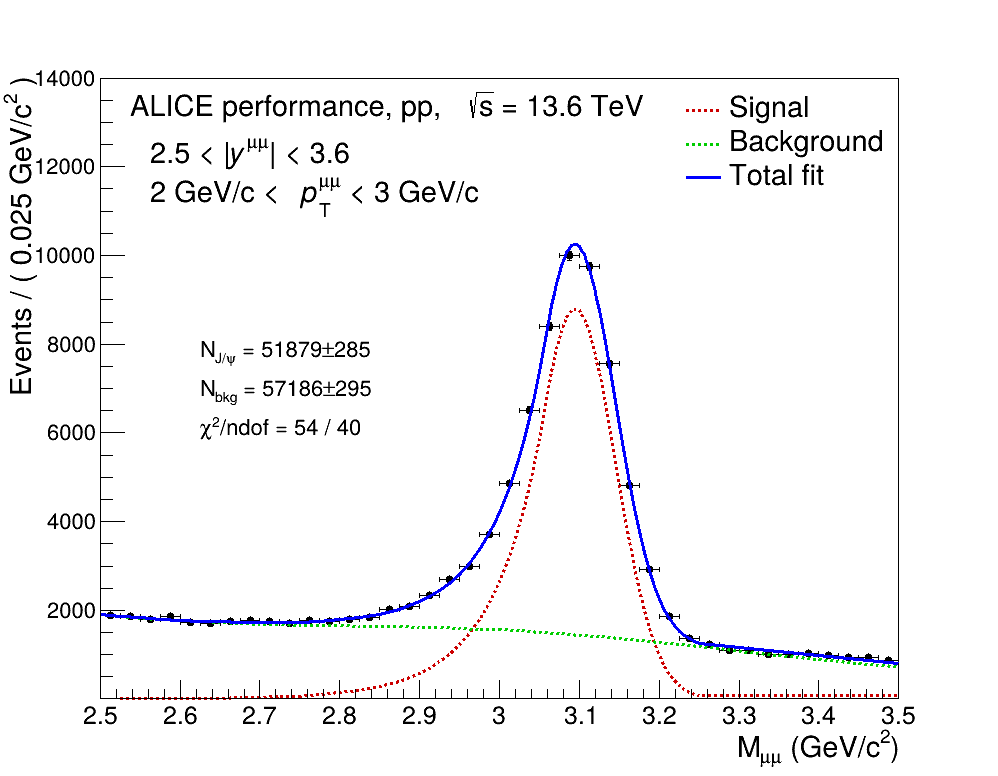 ALICE performance, pp, √s = 13.6 TeV
2.5 < |y^μμ| < 3.6
2 GeV/c < p_T^μμ < 3 GeV/c
Signal
Background
Total fit
N_J/ψ = 51879±285
N_bkg = 57186±295
χ²/ndof = 54 / 40
Events / ( 0.025 GeV/c² )
14000
12000
10000
8000
6000
4000
2000
2.5 2.6 2.7 2.8 2.9 3 3.1 3.2 3.3 3.4 3.5
M_μμ (GeV/c²)